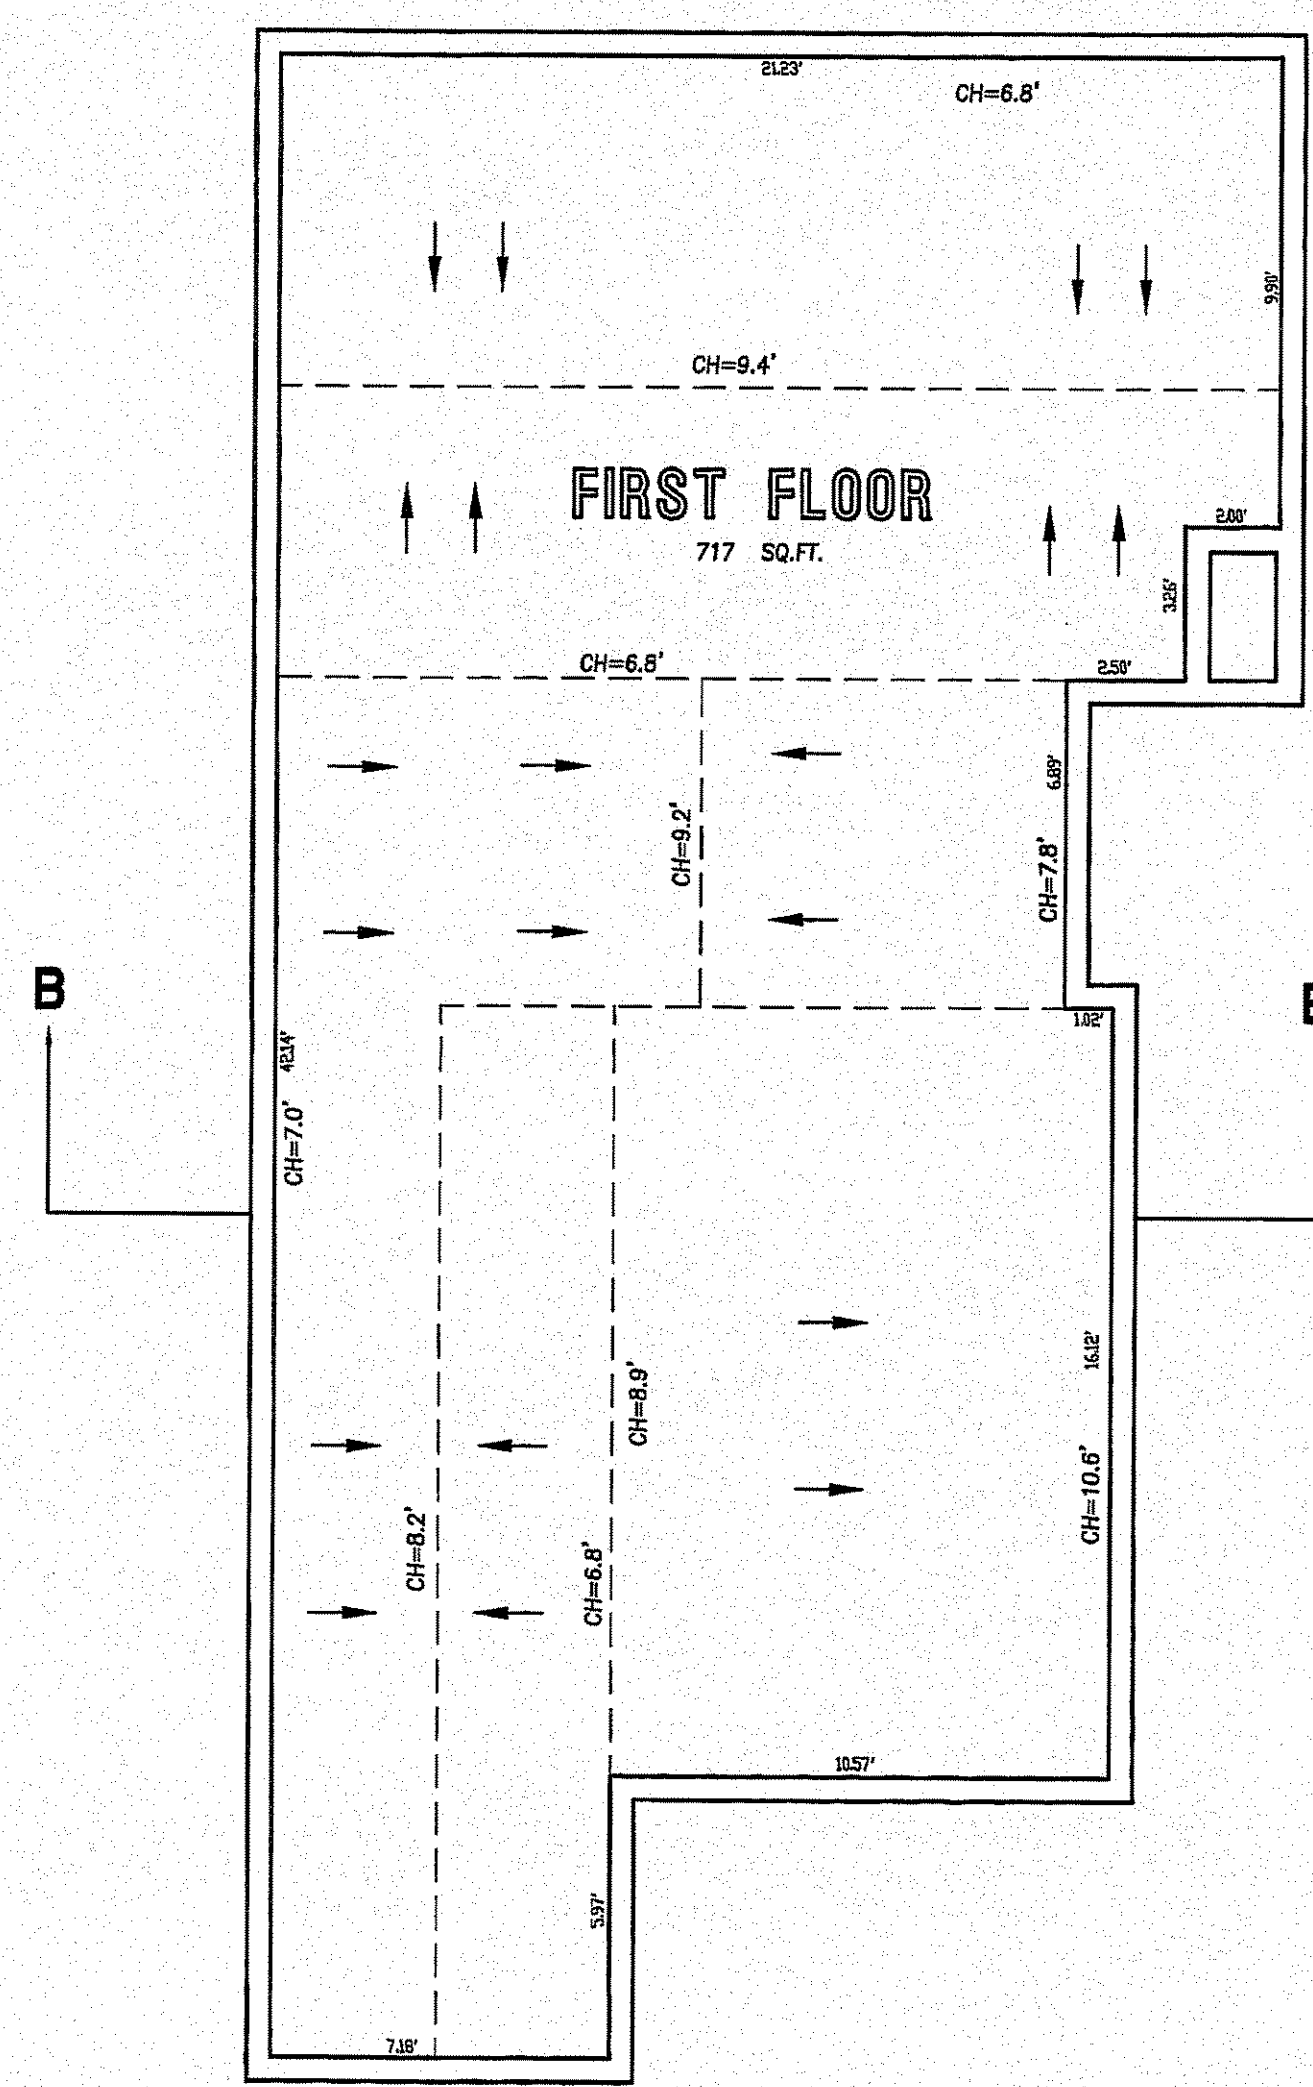 21.23'
CH=6.8'
9.90'
CH=9.4'
FIRST FLOOR
717 SQ.FT.
2.00'
3.26'
CH=6.8'
2.50'
6.89'
CH=9.2'
CH=7.8'
B
1.02'
42.14'
CH=7.0'
16.12'
CH=8.9'
CH=10.6'
CH=8.2'
CH=6.8'
10.57'
5.97'
7.18'